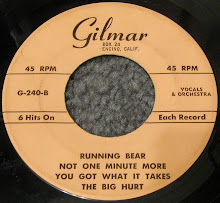 Gilmar
BOX 24
ENCINO, CALIF.
45 RPM 45 RPM
G-240-B VOCALS & ORCHESTRA
6 Hits On Each Record
RUNNING BEAR
NOT ONE MINUTE MORE
YOU GOT WHAT IT TAKES
THE BIG HURT